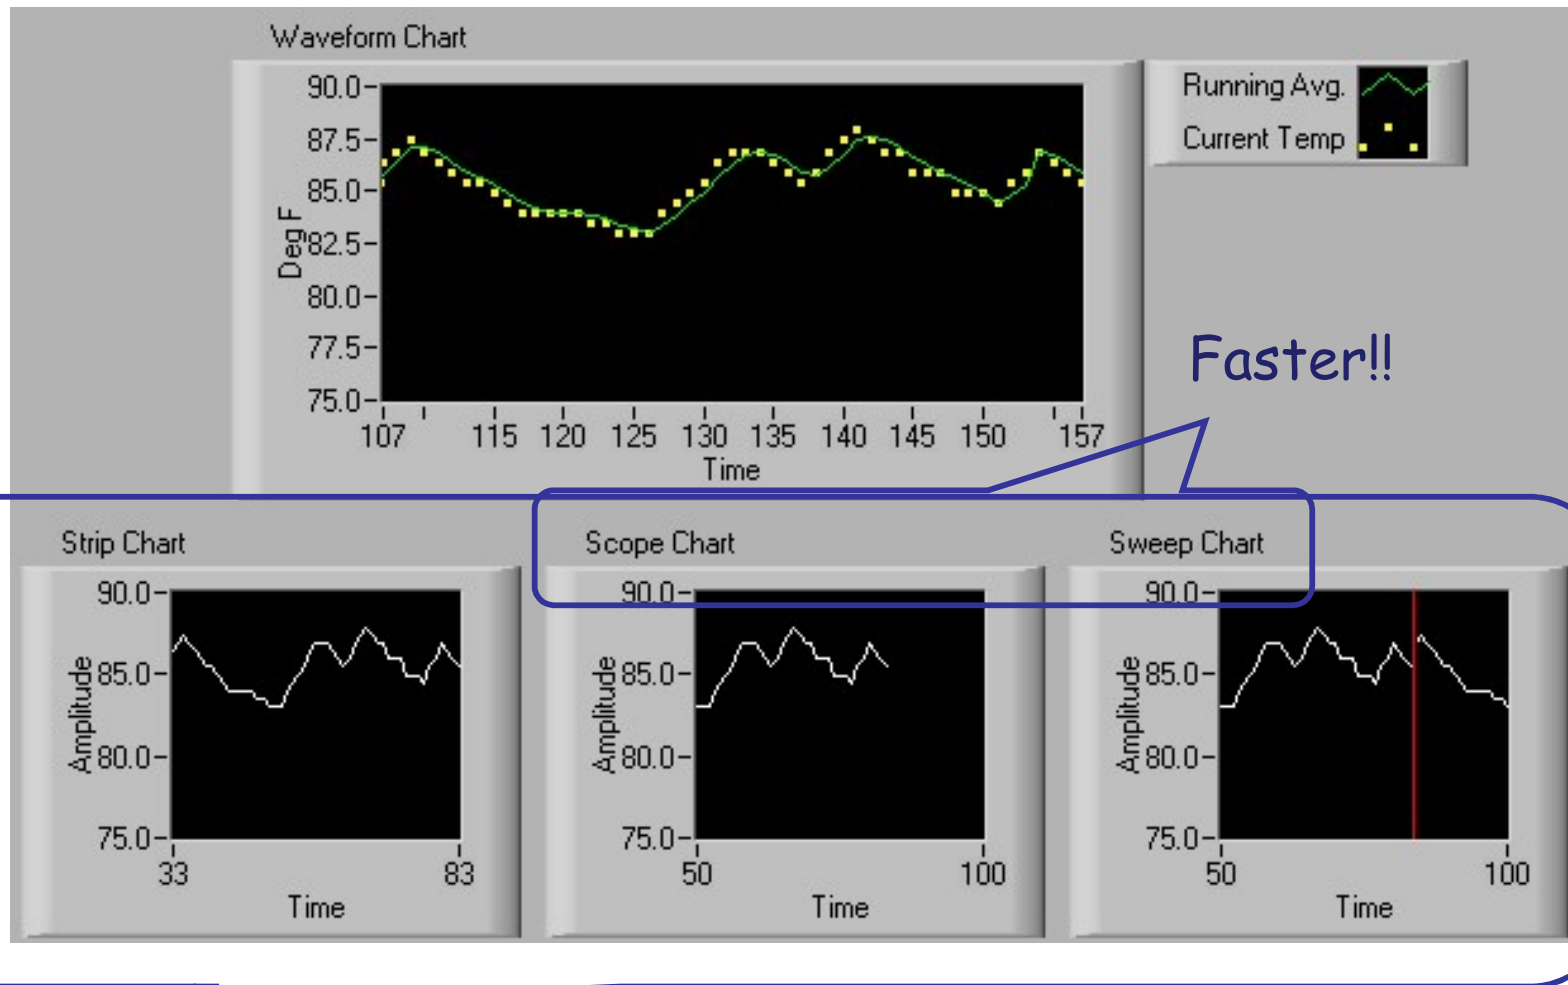 Waveform Chart
90.0
87.5
85.0
82.5
80.0
77.5
75.0
Deg F
107 115 120 125 130 135 140 145 150 157
Time
Running Avg.
Current Temp
Faster!!
Strip Chart
90.0
85.0
80.0
75.0
Amplitude
33 83
Time
Scope Chart
90.0
85.0
80.0
75.0
Amplitude
50 100
Time
Sweep Chart
90.0
85.0
80.0
75.0
Amplitude
50 100
Time